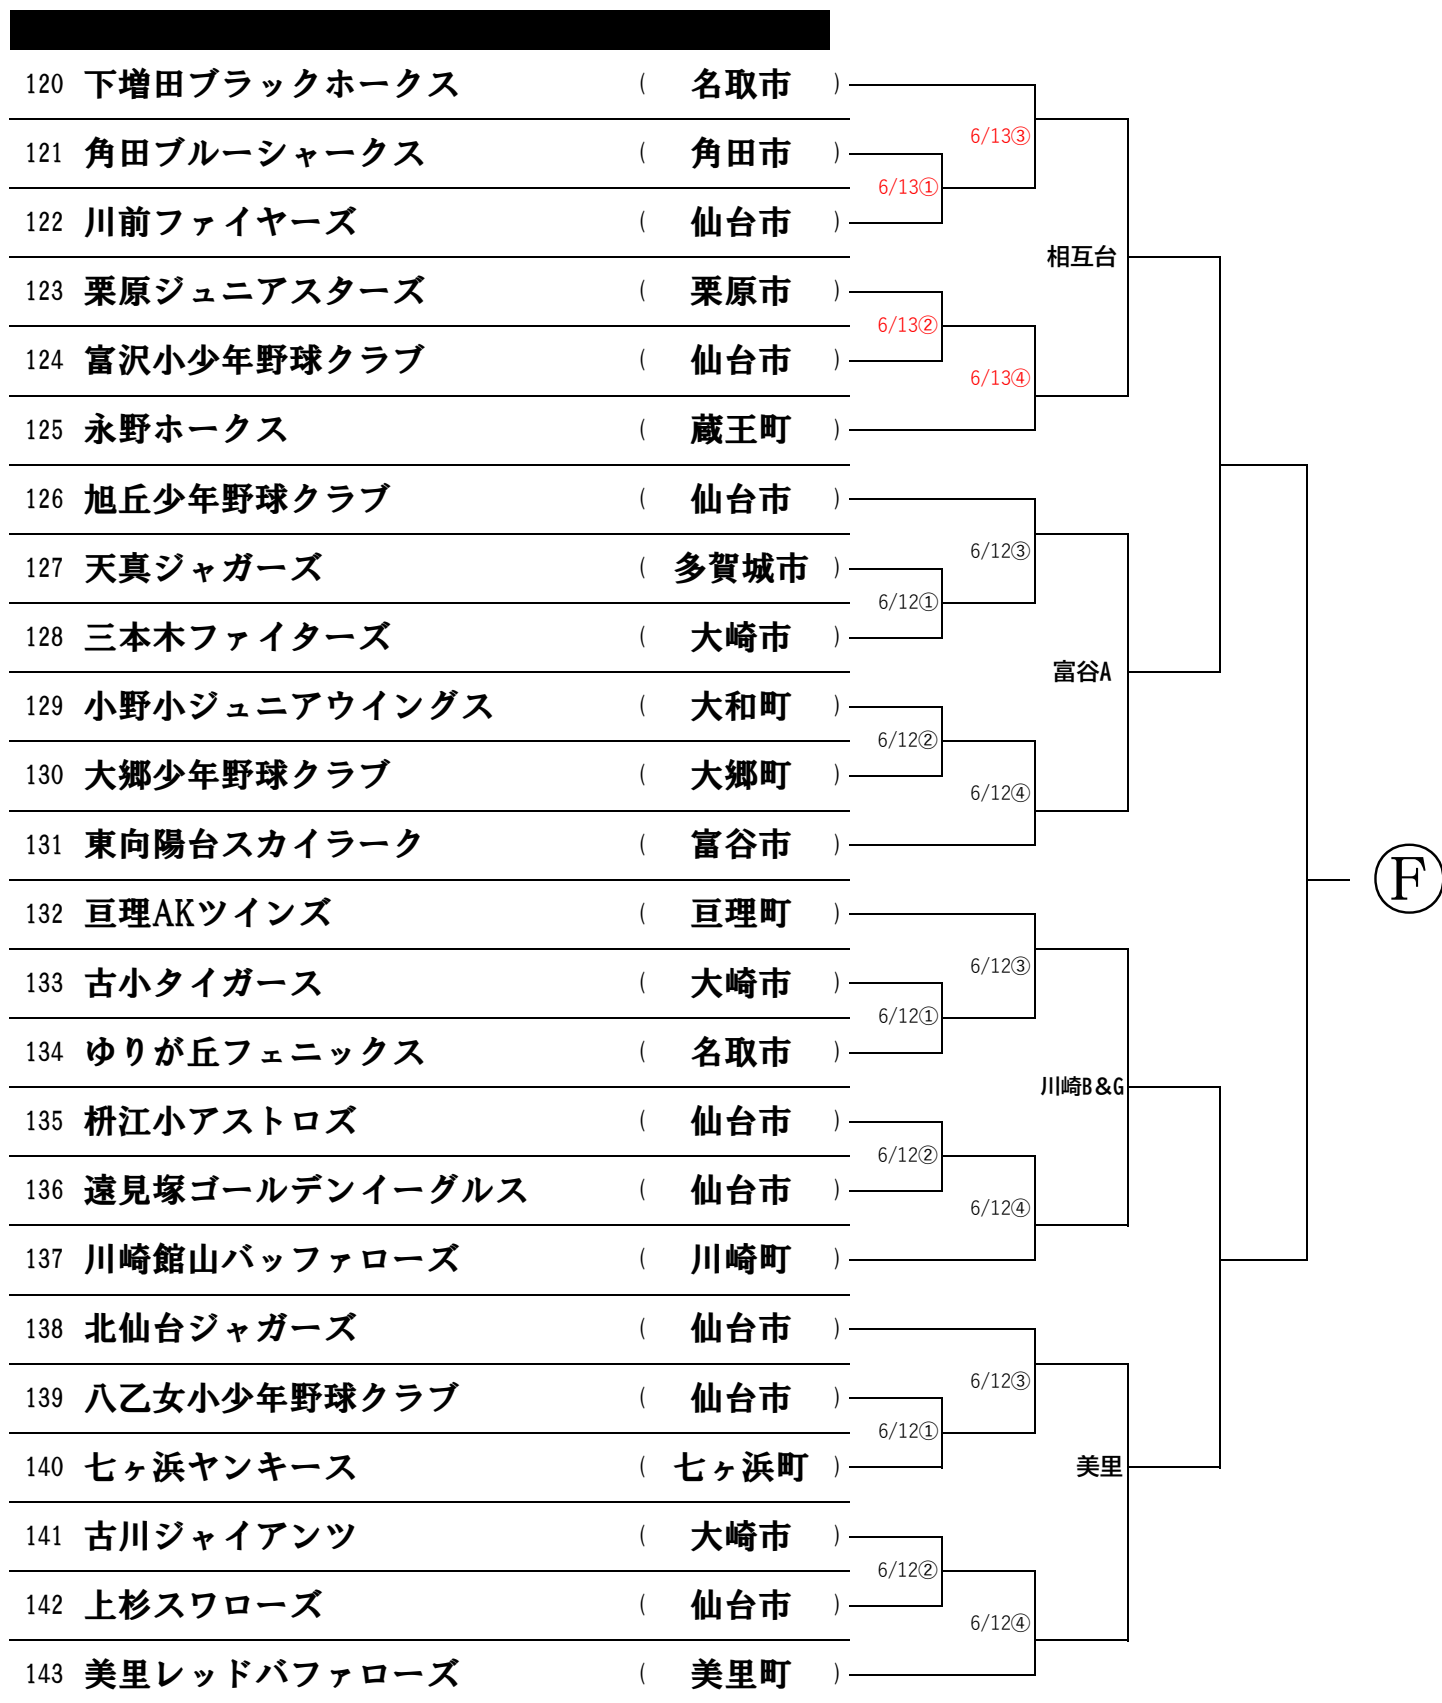 120 下増田ブラックホークス ( 名取市 )
6/13③
121 角田ブルーシャークス ( 角田市 )
6/13①
122 川前ファイヤーズ ( 仙台市 )
相互台
123 栗原ジュニアスターズ ( 栗原市 )
6/13②
124 富沢小少年野球クラブ ( 仙台市 )
6/13④
125 永野ホークス ( 蔵王町 )
126 旭丘少年野球クラブ ( 仙台市 )
6/12③
127 天真ジャガーズ ( 多賀城市 )
6/12①
128 三本木ファイターズ ( 大崎市 )
富谷A
129 小野小ジュニアウイングス ( 大和町 )
6/12②
130 大郷少年野球クラブ ( 大郷町 )
6/12④
131 東向陽台スカイラーク ( 富谷市 )
Ⓕ
132 亘理AKツインズ ( 亘理町 )
6/12③
133 古小タイガース ( 大崎市 )
6/12①
134 ゆりが丘フェニックス ( 名取市 )
川崎B&G
135 枡江小アストロズ ( 仙台市 )
6/12②
136 遠見塚ゴールデンイーグルス ( 仙台市 )
6/12④
137 川崎館山バッファローズ ( 川崎町 )
138 北仙台ジャガーズ ( 仙台市 )
6/12③
139 八乙女小少年野球クラブ ( 仙台市 )
6/12①
140 七ヶ浜ヤンキース ( 七ヶ浜町 )
美里
141 古川ジャイアンツ ( 大崎市 )
6/12②
142 上杉スワローズ ( 仙台市 )
6/12④
143 美里レッドバファローズ ( 美里町 )